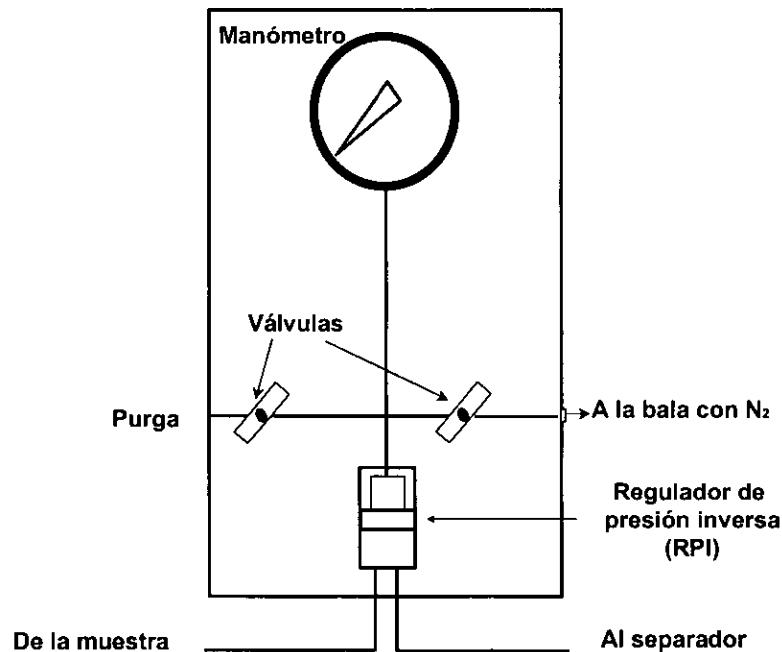 Manómetro
Válvulas
Purga
A la bala con N₂
Regulador de
presión inversa
(RPI)
De la muestra
Al separador